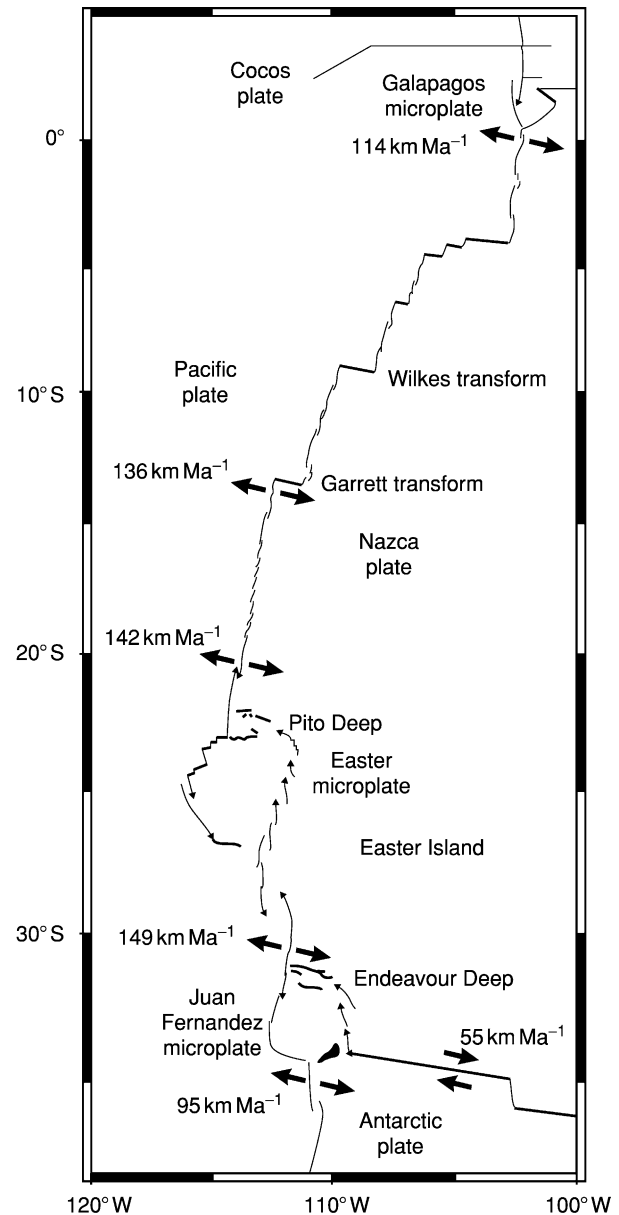 Cocos
plate
Galapagos
microplate
0°
114 km Ma⁻¹
Pacific
plate
Wilkes transform
10° S
136 km Ma⁻¹
Garrett transform
Nazca
plate
142 km Ma⁻¹
20° S
Pito Deep
Easter
microplate
Easter Island
30° S
149 km Ma⁻¹
Endeavour Deep
Juan
Fernandez
microplate
55 km Ma⁻¹
95 km Ma⁻¹
Antarctic
plate
120° W
110° W
100° W